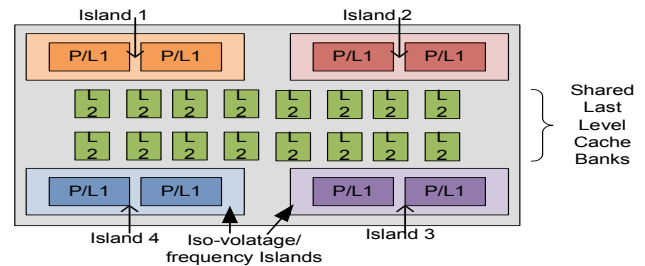 Island 1
Island 2
P/L1 P/L1 P/L1 P/L1
L2 L2 L2 L2 L2 L2 L2 L2
L2 L2 L2 L2 L2 L2 L2 L2
Shared
Last
Level
Cache
Banks
P/L1 P/L1 P/L1 P/L1
Island 4
Iso-volatage/
frequency Islands
Island 3